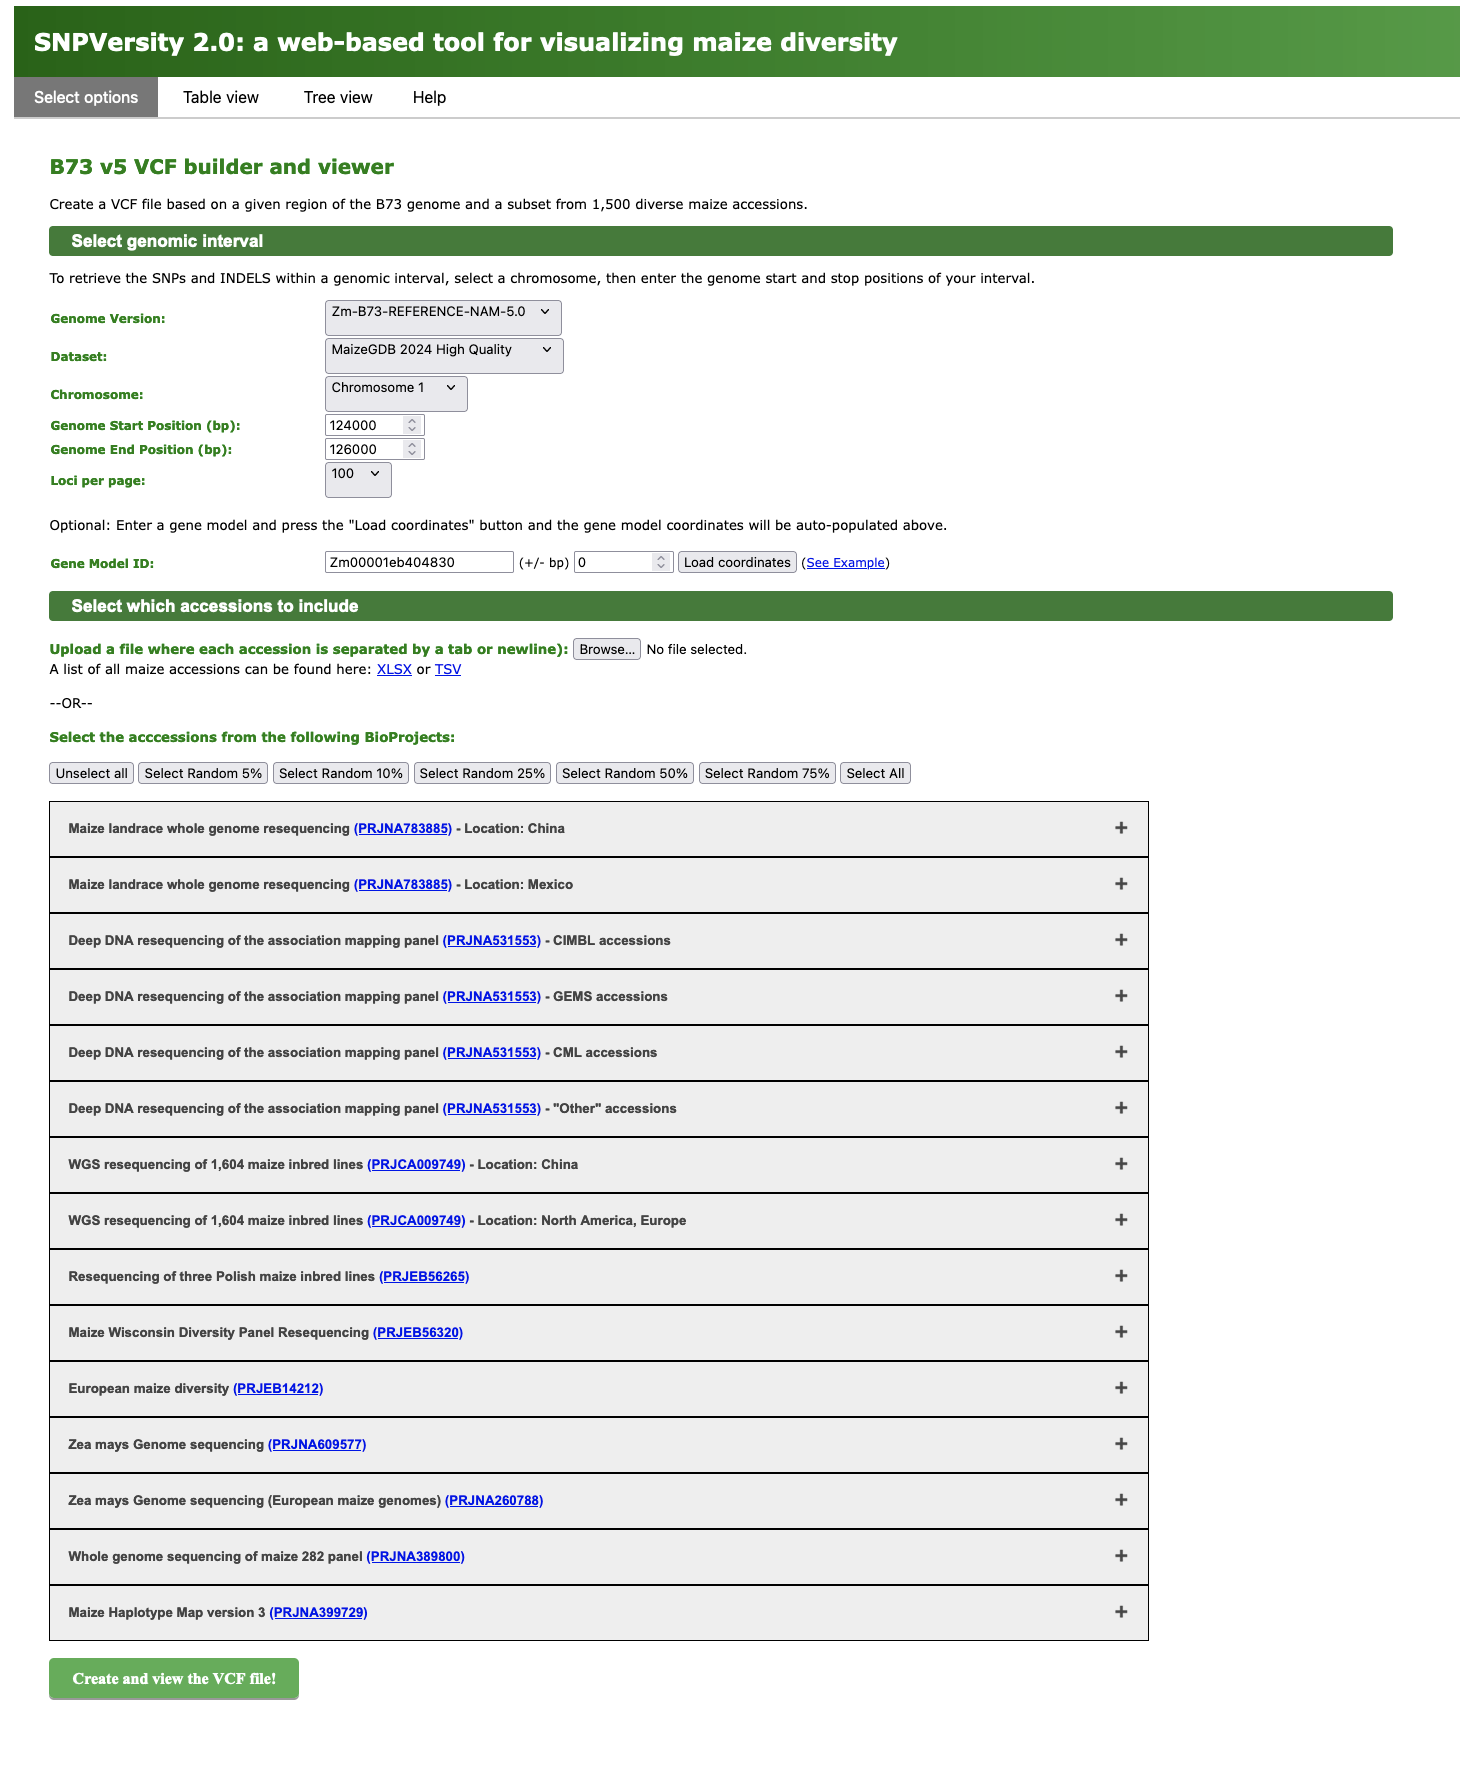 SNPVersity 2.0: a web-based tool for visualizing maize diversity
Select options Table view Tree view Help
B73 v5 VCF builder and viewer
Create a VCF file based on a given region of the B73 genome and a subset from 1,500 diverse maize accessions.
Select genomic interval
To retrieve the SNPs and INDELS within a genomic interval, select a chromosome, then enter the genome start and stop positions of your interval.
Genome Version: Zm-B73-REFERENCE-NAM-5.0
Dataset: MaizeGDB 2024 High Quality
Chromosome: Chromosome 1
Genome Start Position (bp): 124000
Genome End Position (bp): 126000
Loci per page: 100
Optional: Enter a gene model and press the "Load coordinates" button and the gene model coordinates will be auto-populated above.
Gene Model ID: Zm00001eb404830 (+/- bp) 0 Load coordinates (See Example)
Select which accessions to include
Upload a file where each accession is separated by a tab or newline): Browse... No file selected.
A list of all maize accessions can be found here: XLSX or TSV
--OR--
Select the acccessions from the following BioProjects:
Unselect all Select Random 5% Select Random 10% Select Random 25% Select Random 50% Select Random 75% Select All
Maize landrace whole genome resequencing (PRJNA783885) - Location: China +
Maize landrace whole genome resequencing (PRJNA783885) - Location: Mexico +
Deep DNA resequencing of the association mapping panel (PRJNA531553) - CIMBL accessions +
Deep DNA resequencing of the association mapping panel (PRJNA531553) - GEMS accessions +
Deep DNA resequencing of the association mapping panel (PRJNA531553) - CML accessions +
Deep DNA resequencing of the association mapping panel (PRJNA531553) - "Other" accessions +
WGS resequencing of 1,604 maize inbred lines (PRJCA009749) - Location: China +
WGS resequencing of 1,604 maize inbred lines (PRJCA009749) - Location: North America, Europe +
Resequencing of three Polish maize inbred lines (PRJEB56265) +
Maize Wisconsin Diversity Panel Resequencing (PRJEB56320) +
European maize diversity (PRJEB14212) +
Zea mays Genome sequencing (PRJNA609577) +
Zea mays Genome sequencing (European maize genomes) (PRJNA260788) +
Whole genome sequencing of maize 282 panel (PRJNA389800) +
Maize Haplotype Map version 3 (PRJNA399729) +
Create and view the VCF file!